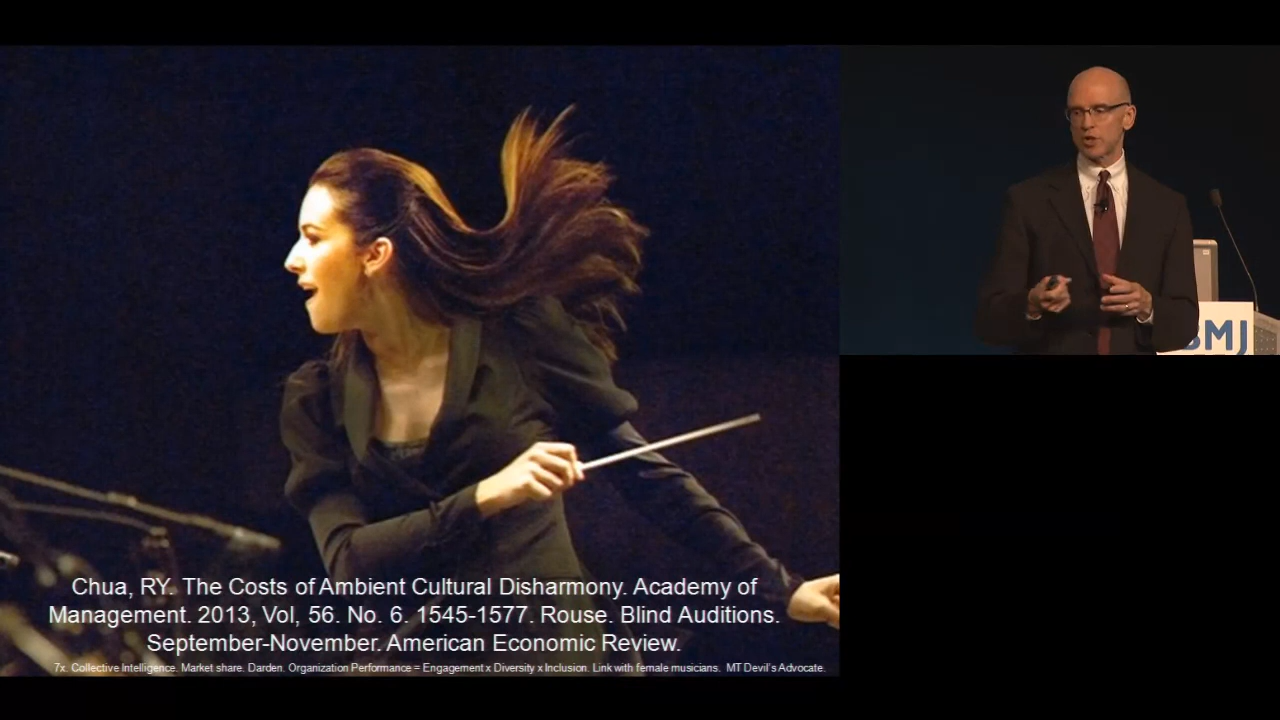 Chua, RY. The Costs of Ambient Cultural Disharmony. Academy of
Management. 2013, Vol, 56. No. 6. 1545-1577. Rouse. Blind Auditions.
September-November. American Economic Review.
7x. Collective Intelligence. Market share. Darden. Organization Performance = Engagement x Diversity x Inclusion. Link with female musicians. MT Devil's Advocate.
BMJ